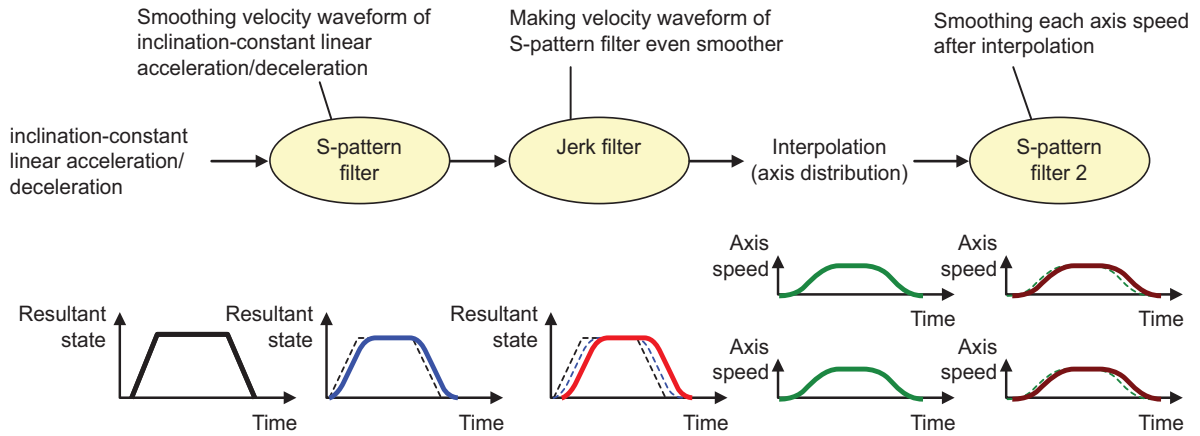 Smoothing velocity waveform of
inclination-constant linear
acceleration/deceleration
Making velocity waveform of
S-pattern filter even smoother
Smoothing each axis speed
after interpolation
inclination-constant
linear acceleration/
deceleration
S-pattern
filter
Jerk filter
Interpolation
(axis distribution)
S-pattern
filter 2
Resultant
state
Time
Resultant
state
Time
Resultant
state
Time
Axis
speed
Time
Axis
speed
Time
Axis
speed
Time
Axis
speed
Time